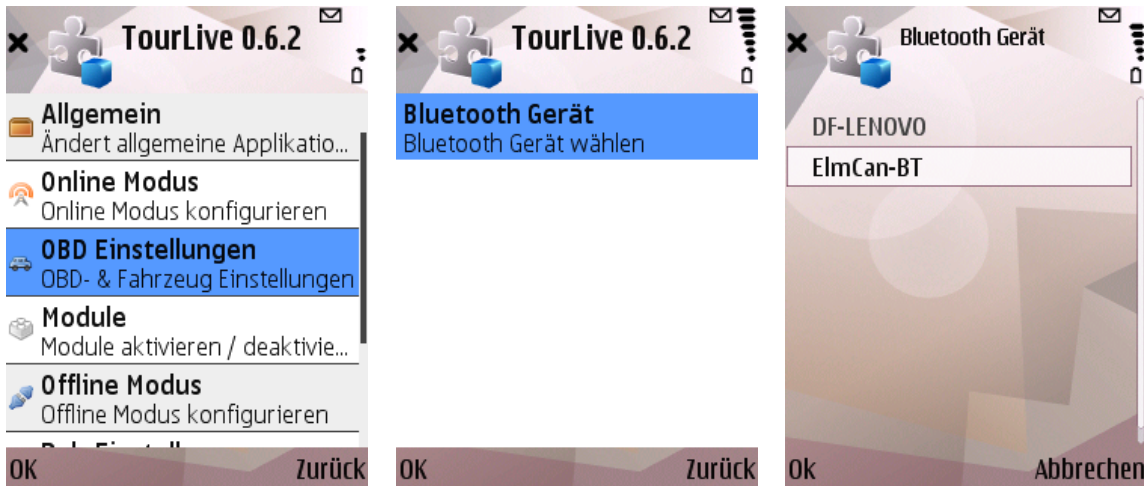 TourLive 0.6.2
Allgemein
Ändert allgemeine Applikatio...
Online Modus
Online Modus konfigurieren
OBD Einstellungen
OBD- & Fahrzeug Einstellungen
Module
Module aktivieren / deaktivie...
Offline Modus
Offline Modus konfigurieren
OK
Zurück
TourLive 0.6.2
Bluetooth Gerät
Bluetooth Gerät wählen
OK
Zurück
Bluetooth Gerät
DF-LENOVO
ElmCan-BT
Ok
Abbrechen